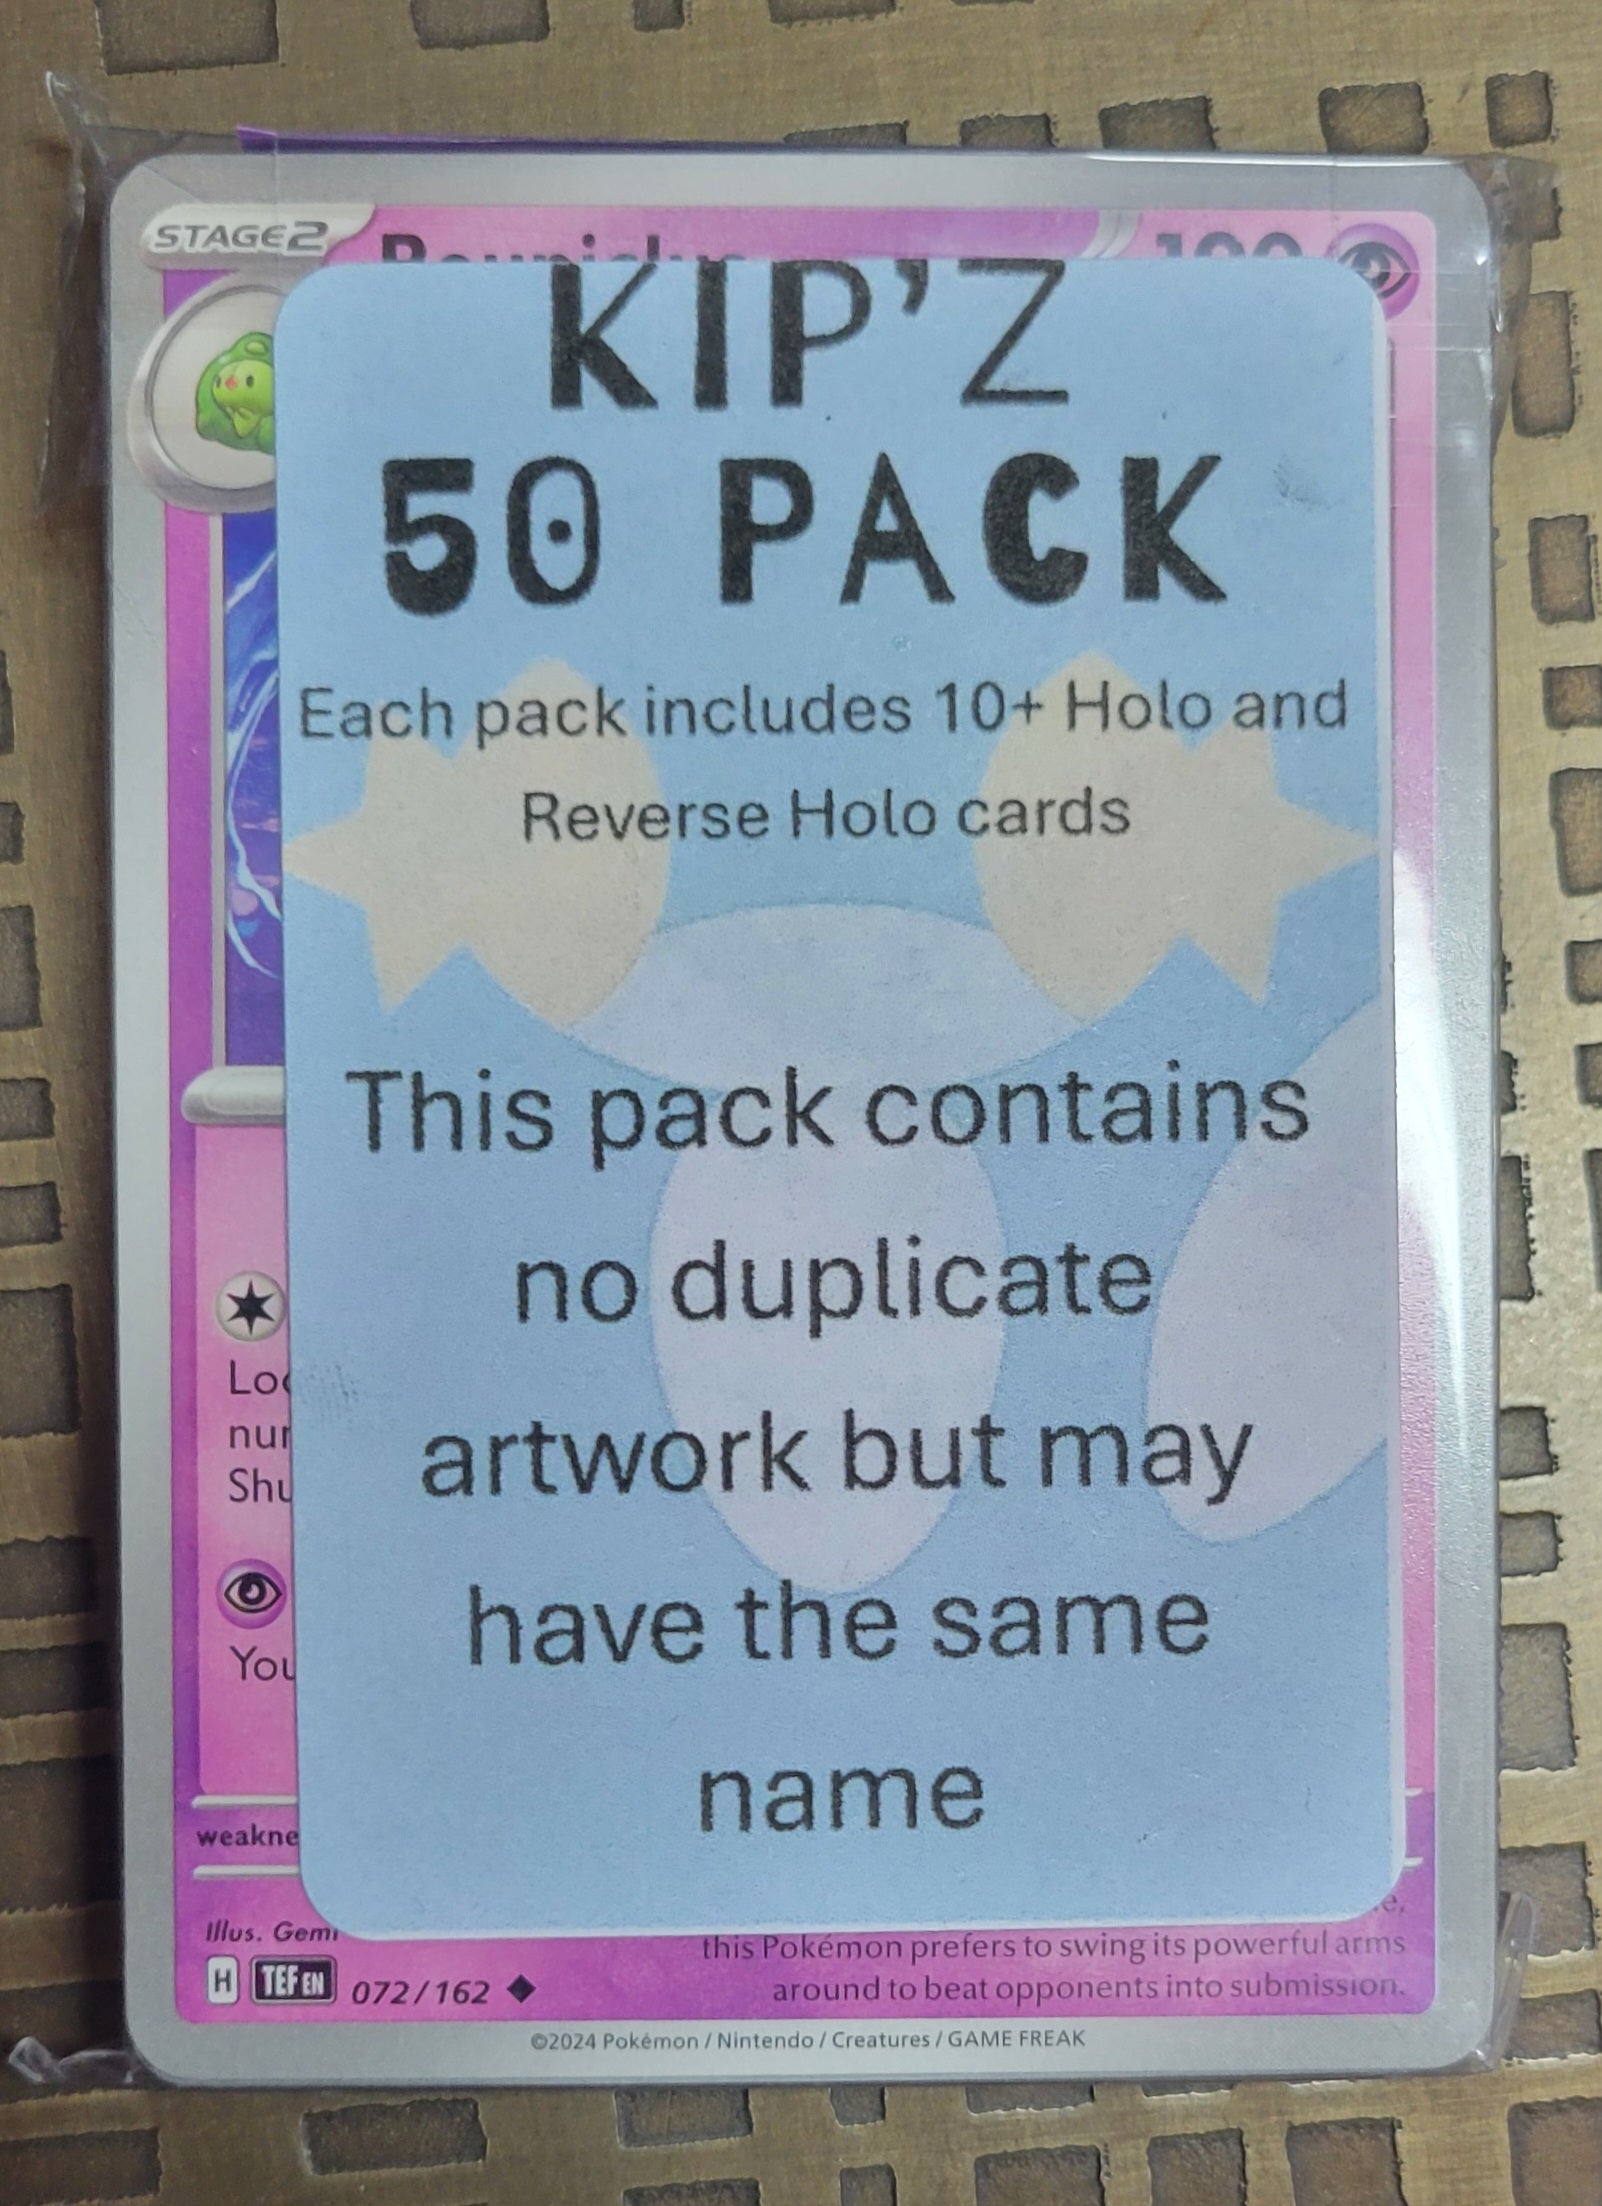 STAGE2
KIP'Z
50 PACK
Each pack includes 10+ Holo and
Reverse Holo cards
This pack contains
no duplicate
artwork but may
have the same
name
Illus.
this Pokémon prefers to swing its powerful arms
around to beat opponents into submission.
H TEF EN 072/162
©2024 Pokémon / Nintendo / Creatures / GAME FREAK